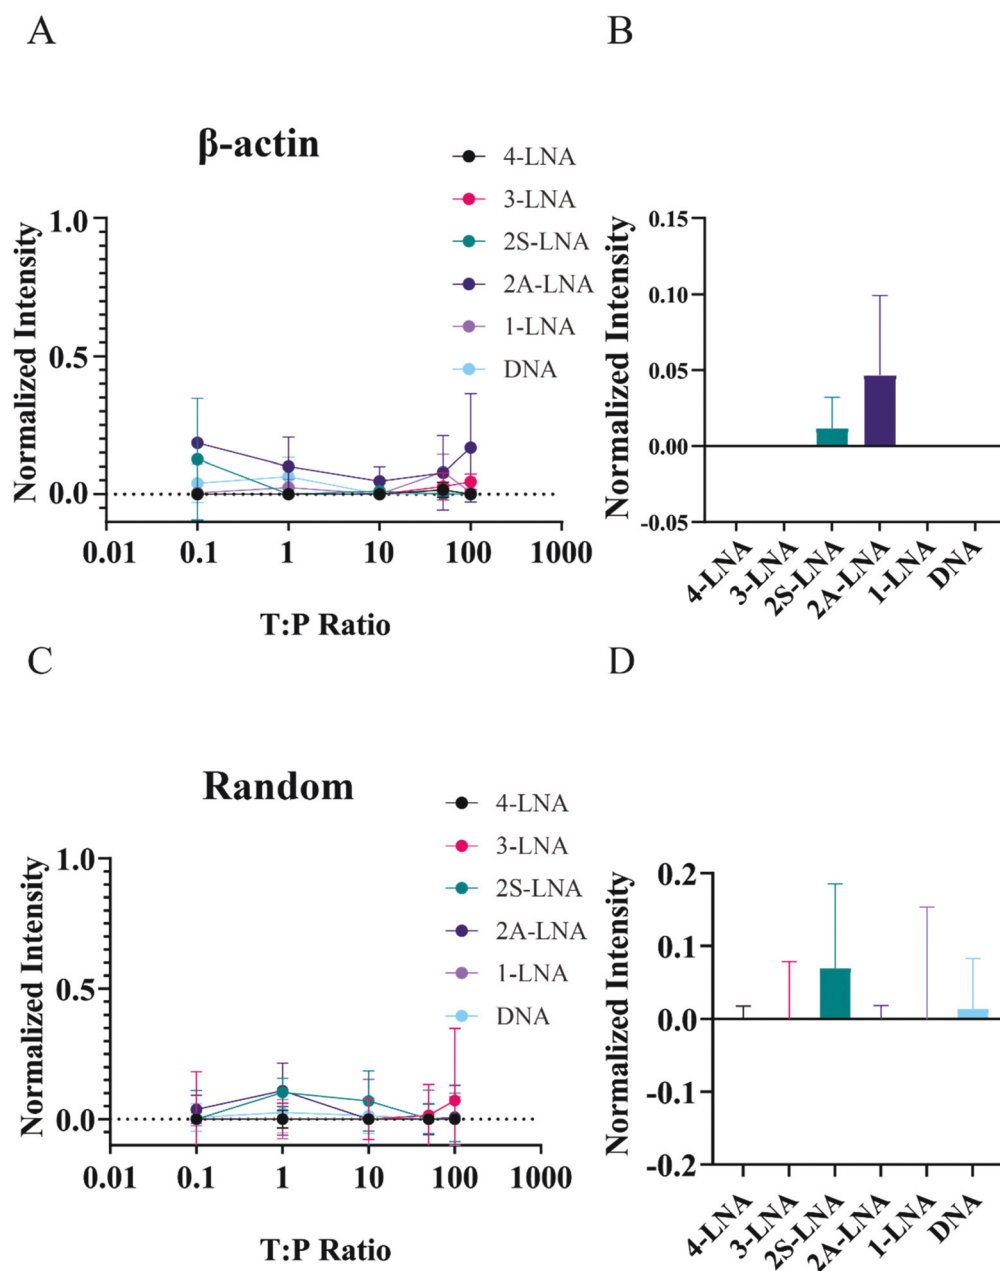 A
β-actin
4-LNA
3-LNA
2S-LNA
2A-LNA
1-LNA
DNA
Normalized Intensity
1.0
0.5
0.0
0.01 0.1 1 10 100 1000
T:P Ratio
B
Normalized Intensity
0.15
0.10
0.05
0.00
-0.05
4-LNA 3-LNA 2S-LNA 2A-LNA 1-LNA DNA
C
Random
4-LNA
3-LNA
2S-LNA
2A-LNA
1-LNA
DNA
Normalized Intensity
1.0
0.5
0.0
0.01 0.1 1 10 100 1000
T:P Ratio
D
Normalized Intensity
0.2
0.1
0.0
-0.1
-0.2
4-LNA 3-LNA 2S-LNA 2A-LNA 1-LNA DNA